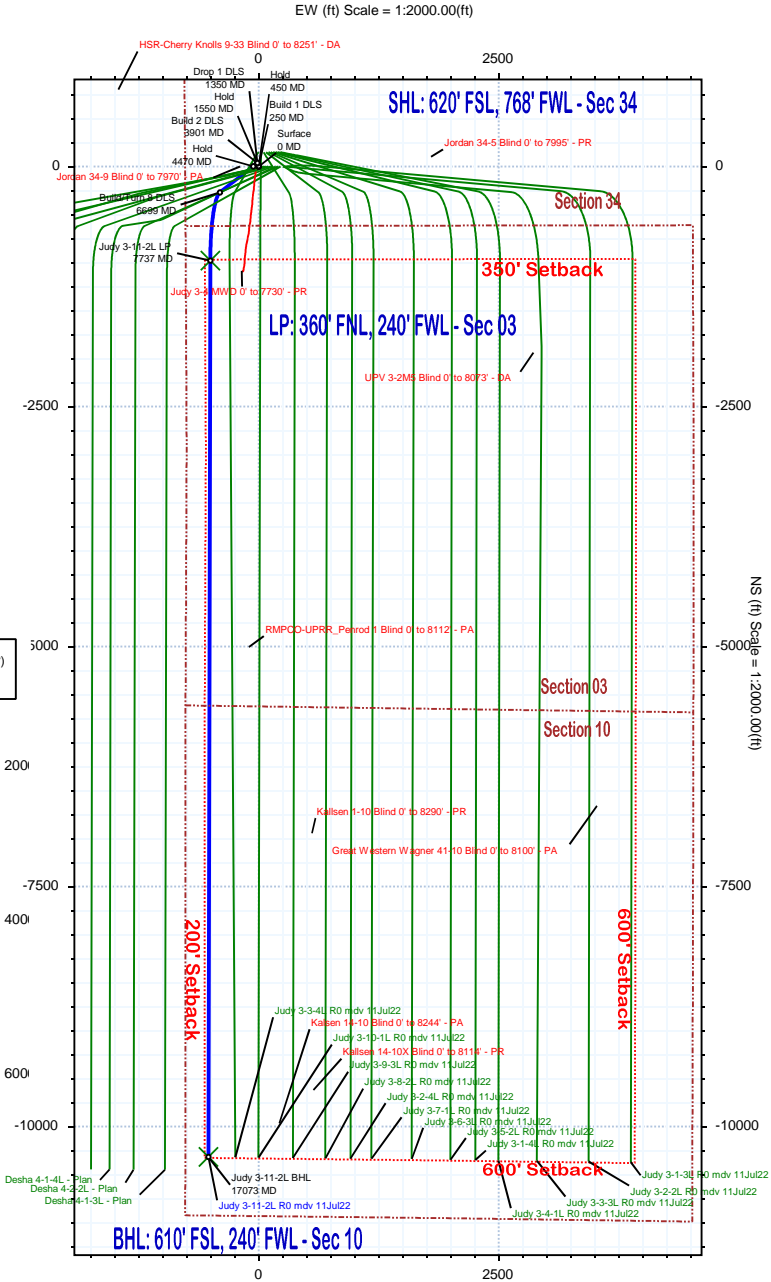 EW (ft) Scale = 1:2000.00(ft)
HSR-Cherry Knolls 9-33 Blind 0' to 8251' - DA
0
2500
Drop 1 DLS
1350 MD
Hold
450 MD
Hold
1550 MD
Build 1 DLS
250 MD
SHL: 620' FSL, 768' FWL - Sec 34
Build 2 DLS
3901 MD
Surface
0 MD
Hold
4470 MD
Jordan 34-5 Blind 0' to 7995' - PR
0
0
Jordan 34-9 Blind 0' to 7970' - PA
Build/Turn 8 DLS
6699 MD
Section 34
Judy 3-11-2L LP
7737 MD
350' Setback
Judy 3-4 MWD 0' to 7730' - PR
LP: 360' FNL, 240' FWL - Sec 03
UPV 3-2M5 Blind 0' to 8073' - DA
-2500
-2500
NS (ft) Scale = 1:2000.00(ft)
RMPCO-UPRR_Penrod 1 Blind 0' to 8112' - PA
')
5000
-5000
Section 03
Section 10
200
Kallsen 1-10 Blind 0' to 8290' - PR
Great Western Wagner 41-10 Blind 0' to 8100' - PA
-7500
-7500
400
200' Setback
600' Setback
Judy 3-3-4L R0 mdv 11Jul22
Kallsen 14-10 Blind 0' to 8244' - PA
Judy 3-10-1L R0 mdv 11Jul22
Kallsen 14-10X Blind 0' to 8114' - PR
Judy 3-9-3L R0 mdv 11Jul22
600
Judy 3-8-2L R0 mdv 11Jul22
Judy 3-2-4L R0 mdv 11Jul22
Judy 3-7-1L R0 mdv 11Jul22
Judy 3-6-3L R0 mdv 11Jul22
-10000
-10000
Judy 3-5-2L R0 mdv 11Jul22
Judy 3-1-4L R0 mdv 11Jul22
600' Setback
Desha 4-1-4L - Plan
Desha 4-2-2L - Plan
Desha 4-1-3L - Plan
Judy 3-11-2L BHL
17073 MD
Judy 3-11-2L R0 mdv 11Jul22
Judy 3-1-3L R0 mdv 11Jul22
Judy 3-2-2L R0 mdv 11Jul22
Judy 3-3-3L R0 mdv 11Jul22
Judy 3-4-1L R0 mdv 11Jul22
BHL: 610' FSL, 240' FWL - Sec 10
0
2500